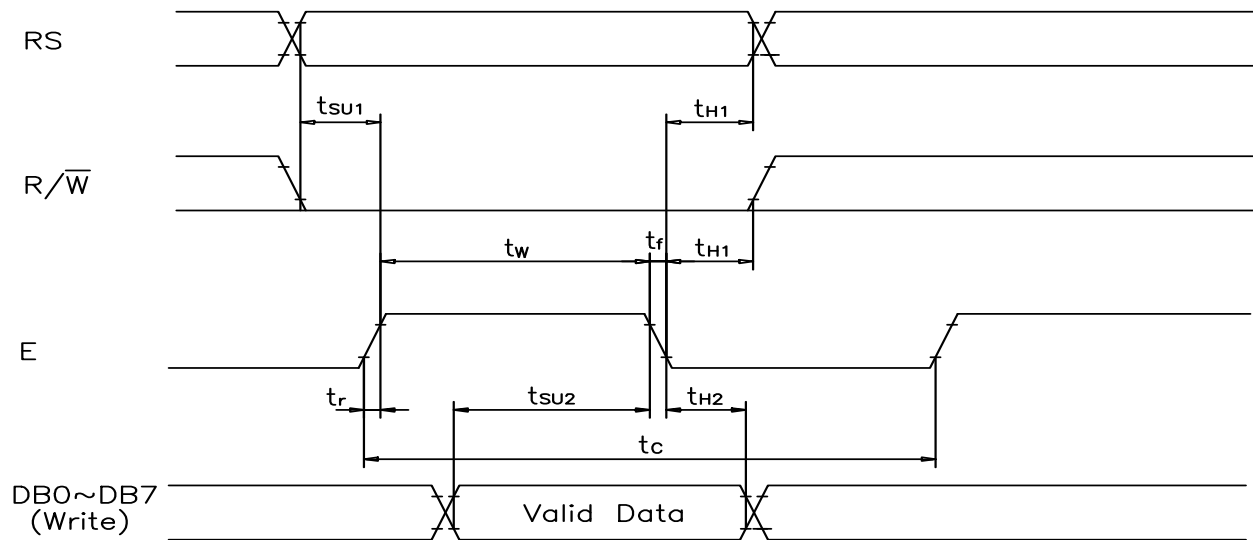 RS
tSU1
tH1
R/W̅
tW
tf
tH1
E
tr
tSU2
tH2
tC
DB0~DB7
(Write)
Valid Data